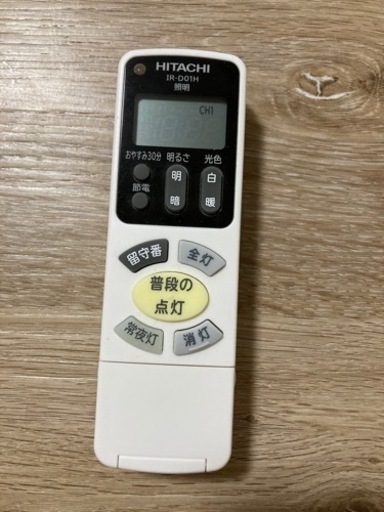 HITACHI
IR-D01H
照明
CH1
おやすみ30分 明るさ 光色
明 白
節電
暗 暖
留守番 全灯
普段の
点灯
常夜灯 消灯